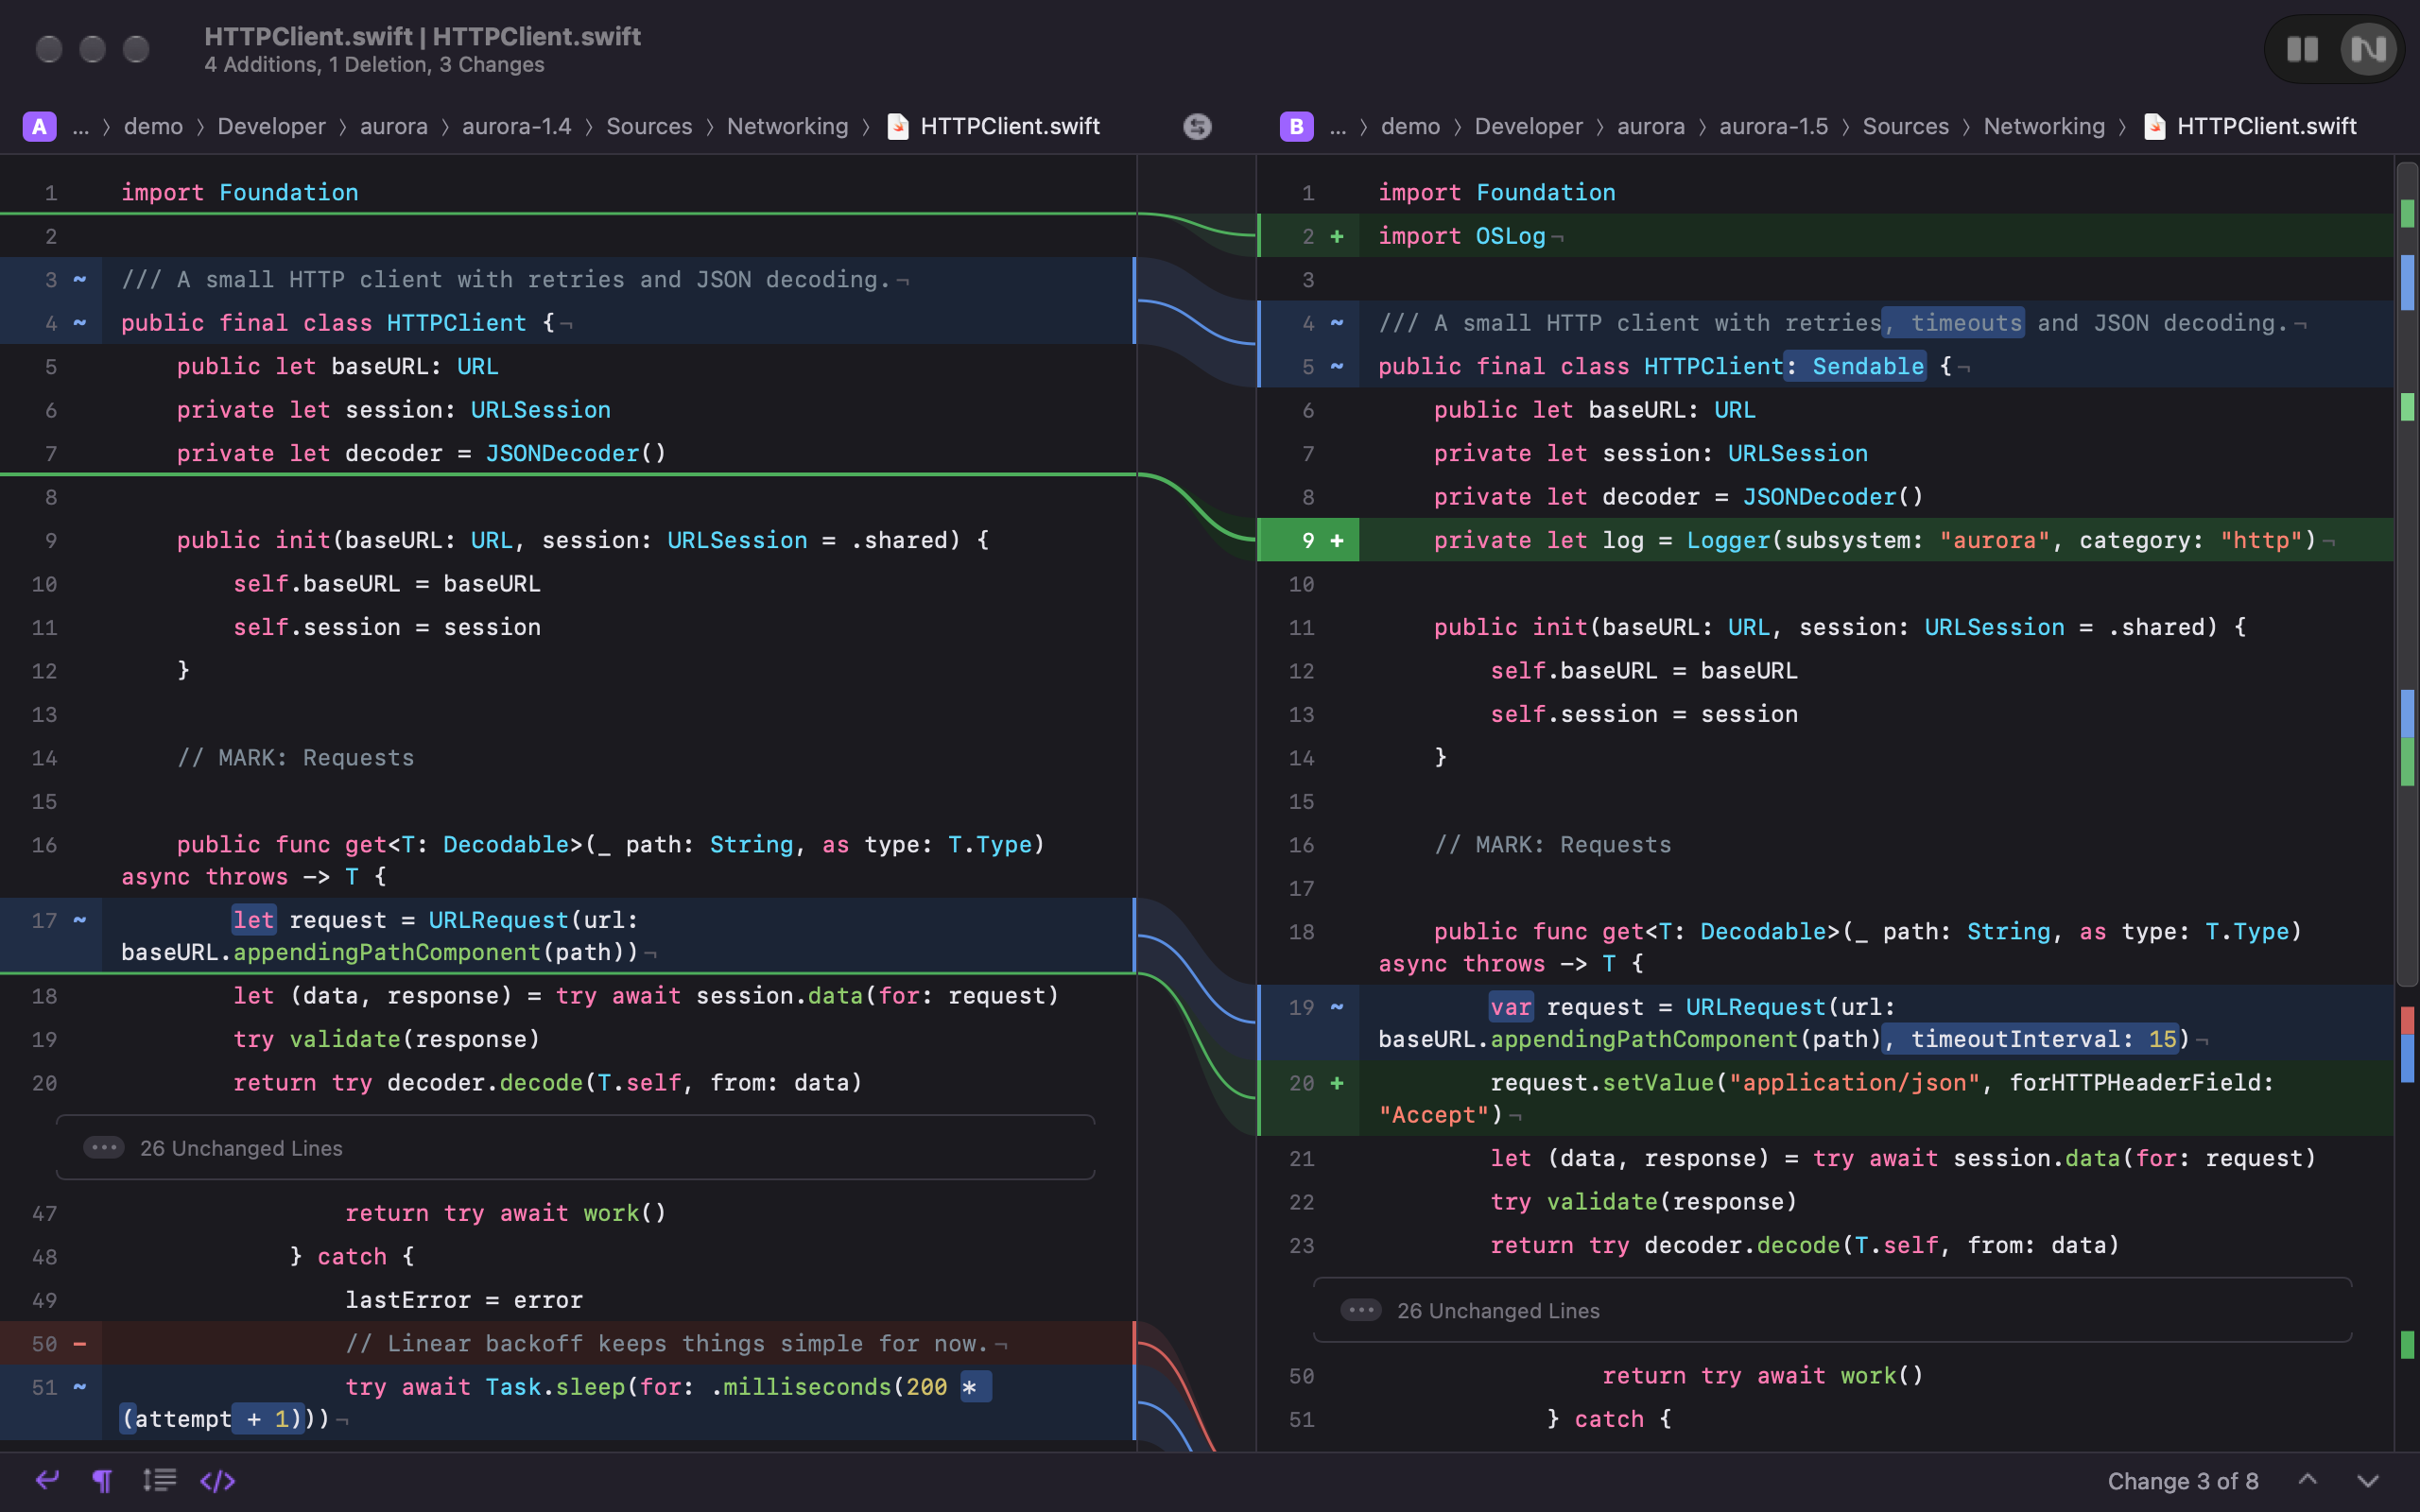 HTTPClient.swift | HTTPClient.swift
4 Additions, 1 Deletion, 3 Changes
A ... 〉 demo 〉 Developer 〉 aurora 〉 aurora-1.4 〉 Sources 〉 Networking 〉 HTTPClient.swift
1 import Foundation
2
3 ~ /// A small HTTP client with retries and JSON decoding.¬
4 ~ public final class HTTPClient {¬
5 public let baseURL: URL
6 private let session: URLSession
7 private let decoder = JSONDecoder()
8
9 public init(baseURL: URL, session: URLSession = .shared) {
10 self.baseURL = baseURL
11 self.session = session
12 }
13
14 // MARK: Requests
15
16 public func get<T: Decodable>(_ path: String, as type: T.Type)
async throws -> T {
17 ~ let request = URLRequest(url:
baseURL.appendingPathComponent(path))¬
18 let (data, response) = try await session.data(for: request)
19 try validate(response)
20 return try decoder.decode(T.self, from: data)
••• 26 Unchanged Lines
47 return try await work()
48 } catch {
49 lastError = error
50 − // Linear backoff keeps things simple for now.¬
51 ~ try await Task.sleep(for: .milliseconds(200 *
(attempt + 1)))¬
B ... 〉 demo 〉 Developer 〉 aurora 〉 aurora-1.5 〉 Sources 〉 Networking 〉 HTTPClient.swift
1 import Foundation
2 + import OSLog¬
3
4 ~ /// A small HTTP client with retries, timeouts and JSON decoding.¬
5 ~ public final class HTTPClient: Sendable {¬
6 public let baseURL: URL
7 private let session: URLSession
8 private let decoder = JSONDecoder()
9 + private let log = Logger(subsystem: "aurora", category: "http")¬
10
11 public init(baseURL: URL, session: URLSession = .shared) {
12 self.baseURL = baseURL
13 self.session = session
14 }
15
16 // MARK: Requests
17
18 public func get<T: Decodable>(_ path: String, as type: T.Type)
async throws -> T {
19 ~ var request = URLRequest(url:
baseURL.appendingPathComponent(path), timeoutInterval: 15)¬
20 + request.setValue("application/json", forHTTPHeaderField:
"Accept")¬
21 let (data, response) = try await session.data(for: request)
22 try validate(response)
23 return try decoder.decode(T.self, from: data)
••• 26 Unchanged Lines
50 return try await work()
51 } catch {
Change 3 of 8